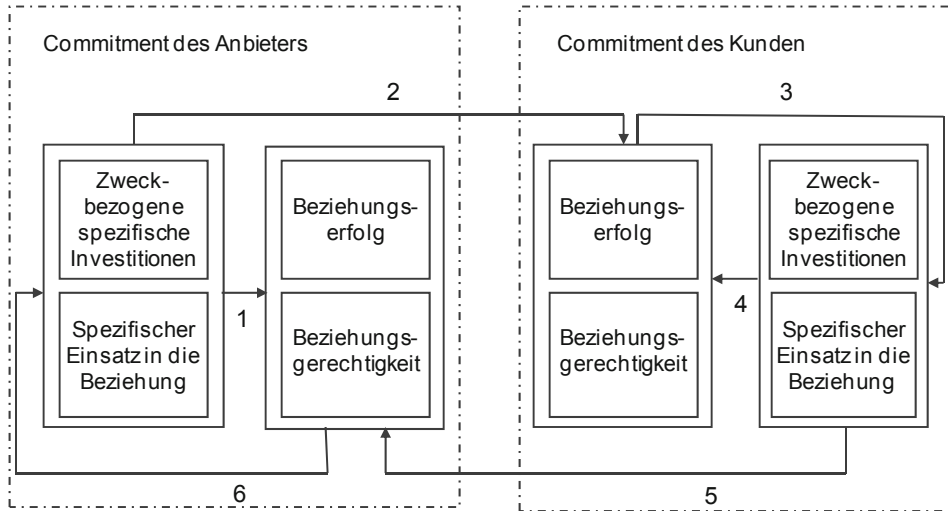 Commitment des Anbieters
Commitment des Kunden
2
3
Zweck-
bezogene
spezifische
Investitionen
Beziehungs-
erfolg
Beziehungs-
erfolg
Zweck-
bezogene
spezifische
Investitionen
1
4
Spezifischer
Einsatz in die
Beziehung
Beziehungs-
gerechtigkeit
Beziehungs-
gerechtigkeit
Spezifischer
Einsatz in die
Beziehung
6
5